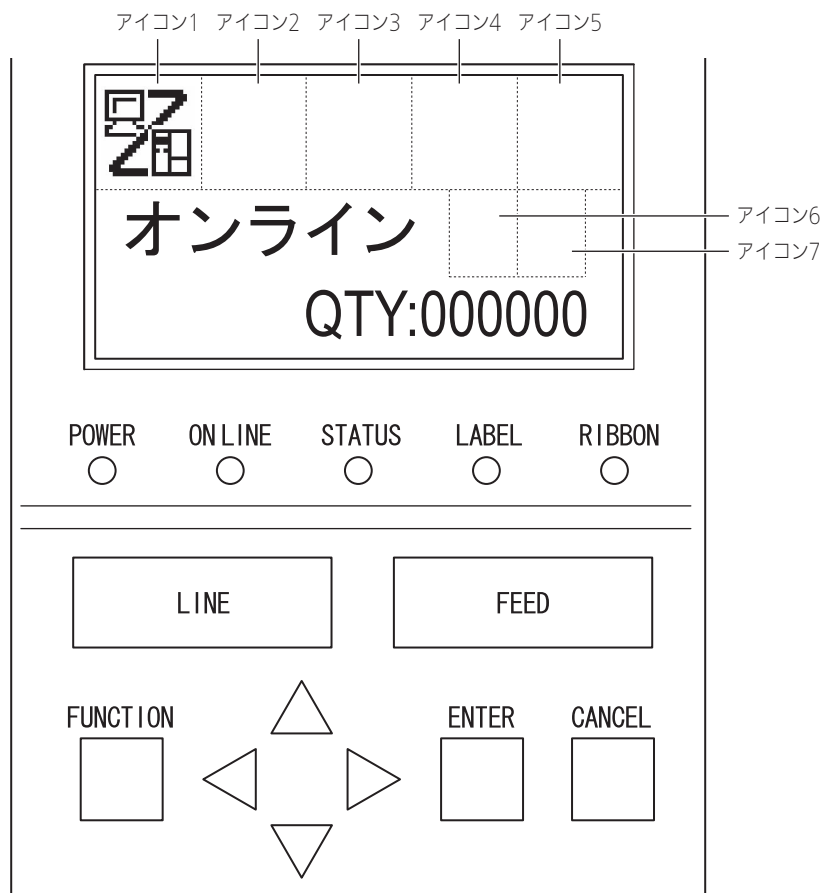 アイコン1 アイコン2 アイコン3 アイコン4 アイコン5
オンライン
アイコン6
アイコン7
QTY:000000
POWER ONLINE STATUS LABEL RIBBON
LINE FEED
FUNCTION ENTER CANCEL